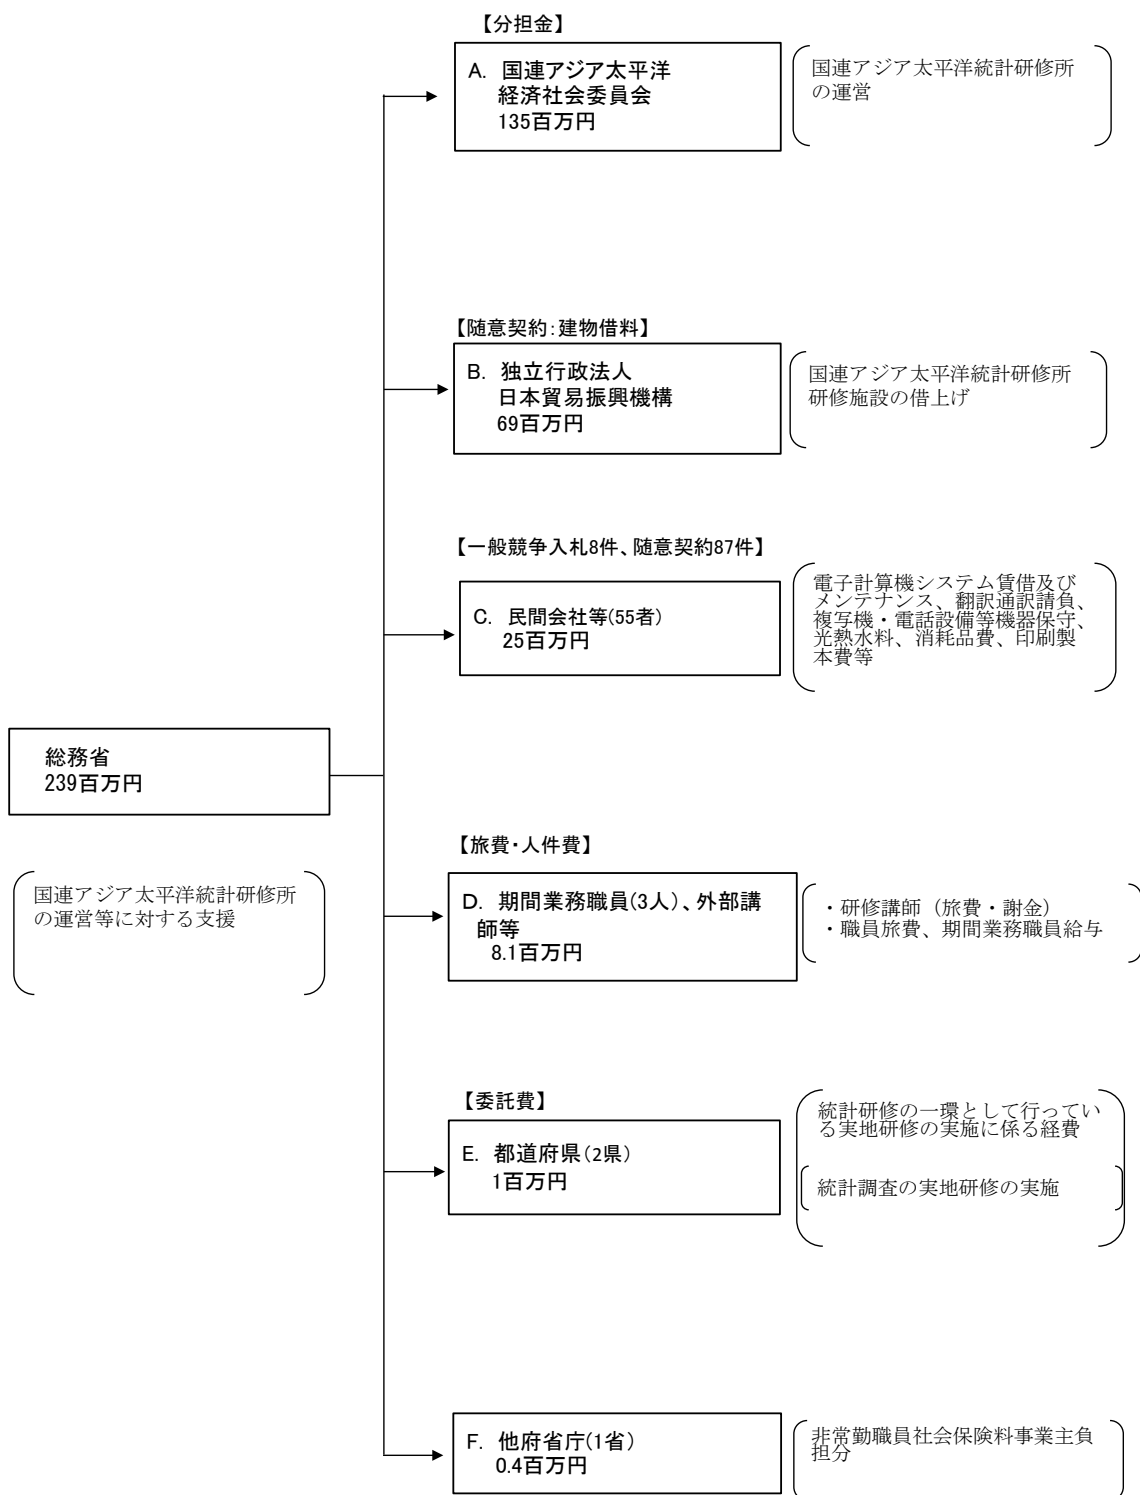 【分担金】
A. 国連アジア太平洋
経済社会委員会
135百万円
国連アジア太平洋統計研修所
の運営
【随意契約:建物借料】
B. 独立行政法人
日本貿易振興機構
69百万円
国連アジア太平洋統計研修所
研修施設の借上げ
【一般競争入札8件、随意契約87件】
C. 民間会社等(55者)
25百万円
電子計算機システム賃借及び
メンテナンス、翻訳通訳請負、
複写機・電話設備等機器保守、
光熱水料、消耗品費、印刷製
本費等
総務省
239百万円
国連アジア太平洋統計研修所
の運営等に対する支援
【旅費・人件費】
D. 期間業務職員(3人)、外部講
師等
8.1百万円
・研修講師（旅費・謝金）
・職員旅費、期間業務職員給与
【委託費】
E. 都道府県(2県)
1百万円
統計研修の一環として行ってい
る実地研修の実施に係る経費
統計調査の実地研修の実施
F. 他府省庁(1省)
0.4百万円
非常勤職員社会保険料事業主負
担分